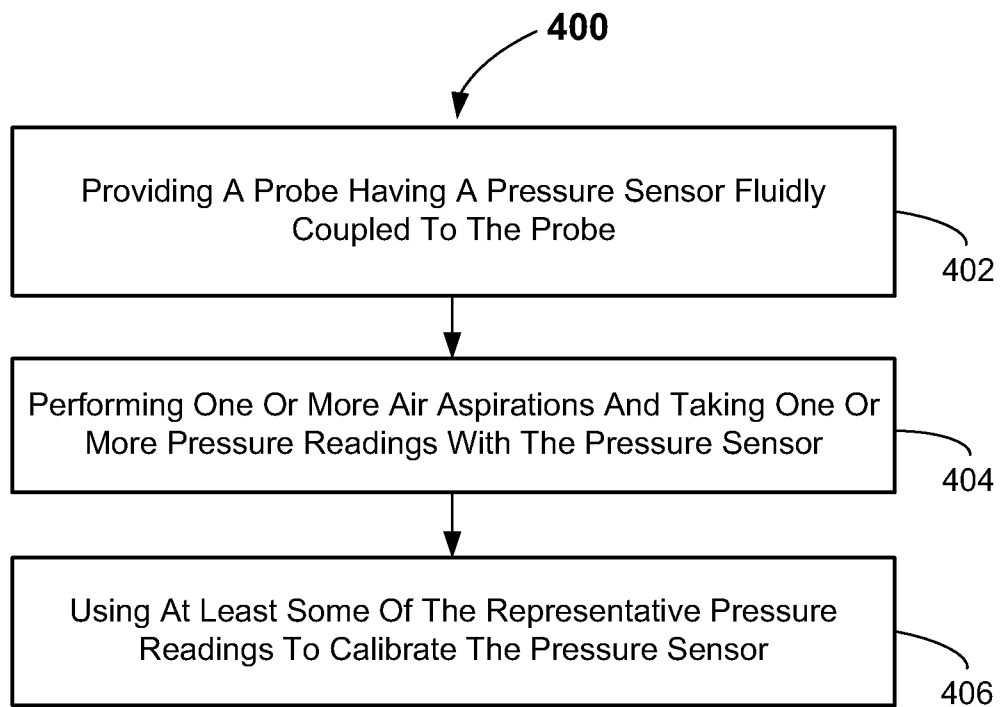 400
Providing A Probe Having A Pressure Sensor Fluidly
Coupled To The Probe
402
Performing One Or More Air Aspirations And Taking One Or
More Pressure Readings With The Pressure Sensor
404
Using At Least Some Of The Representative Pressure
Readings To Calibrate The Pressure Sensor
406